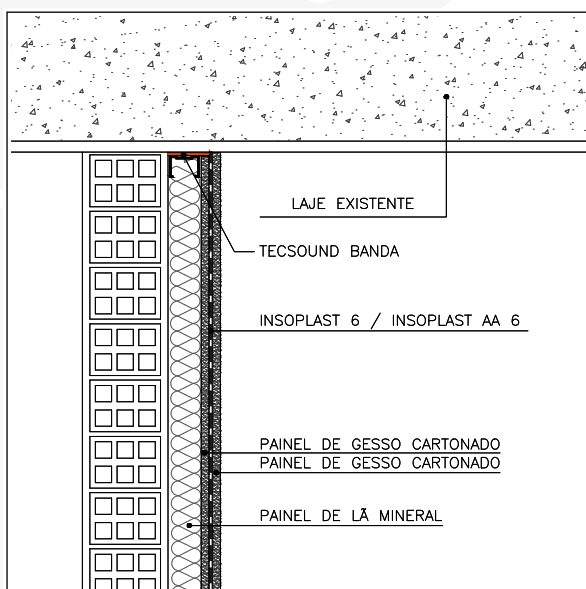 LAJE EXISTENTE
TECSOUND BANDA
INSOPLAST 6 / INSOPLAST AA 6
PAINEL DE GESSO CARTONADO
PAINEL DE GESSO CARTONADO
PAINEL DE LÃ MINERAL